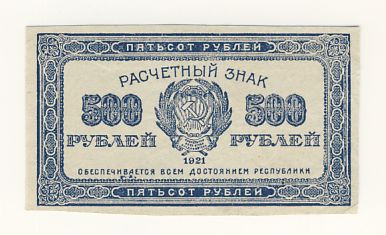 ПЯТЬСОТ РУБЛЕЙ
РАСЧЕТНЫЙ ЗНАК
500 500
РУБЛЕЙ РУБЛЕЙ
1921
ОБЕСПЕЧИВАЕТСЯ ВСЕМ ДОСТОЯНИЕМ РЕСПУБЛИКИ
ПЯТЬСОТ РУБЛЕЙ